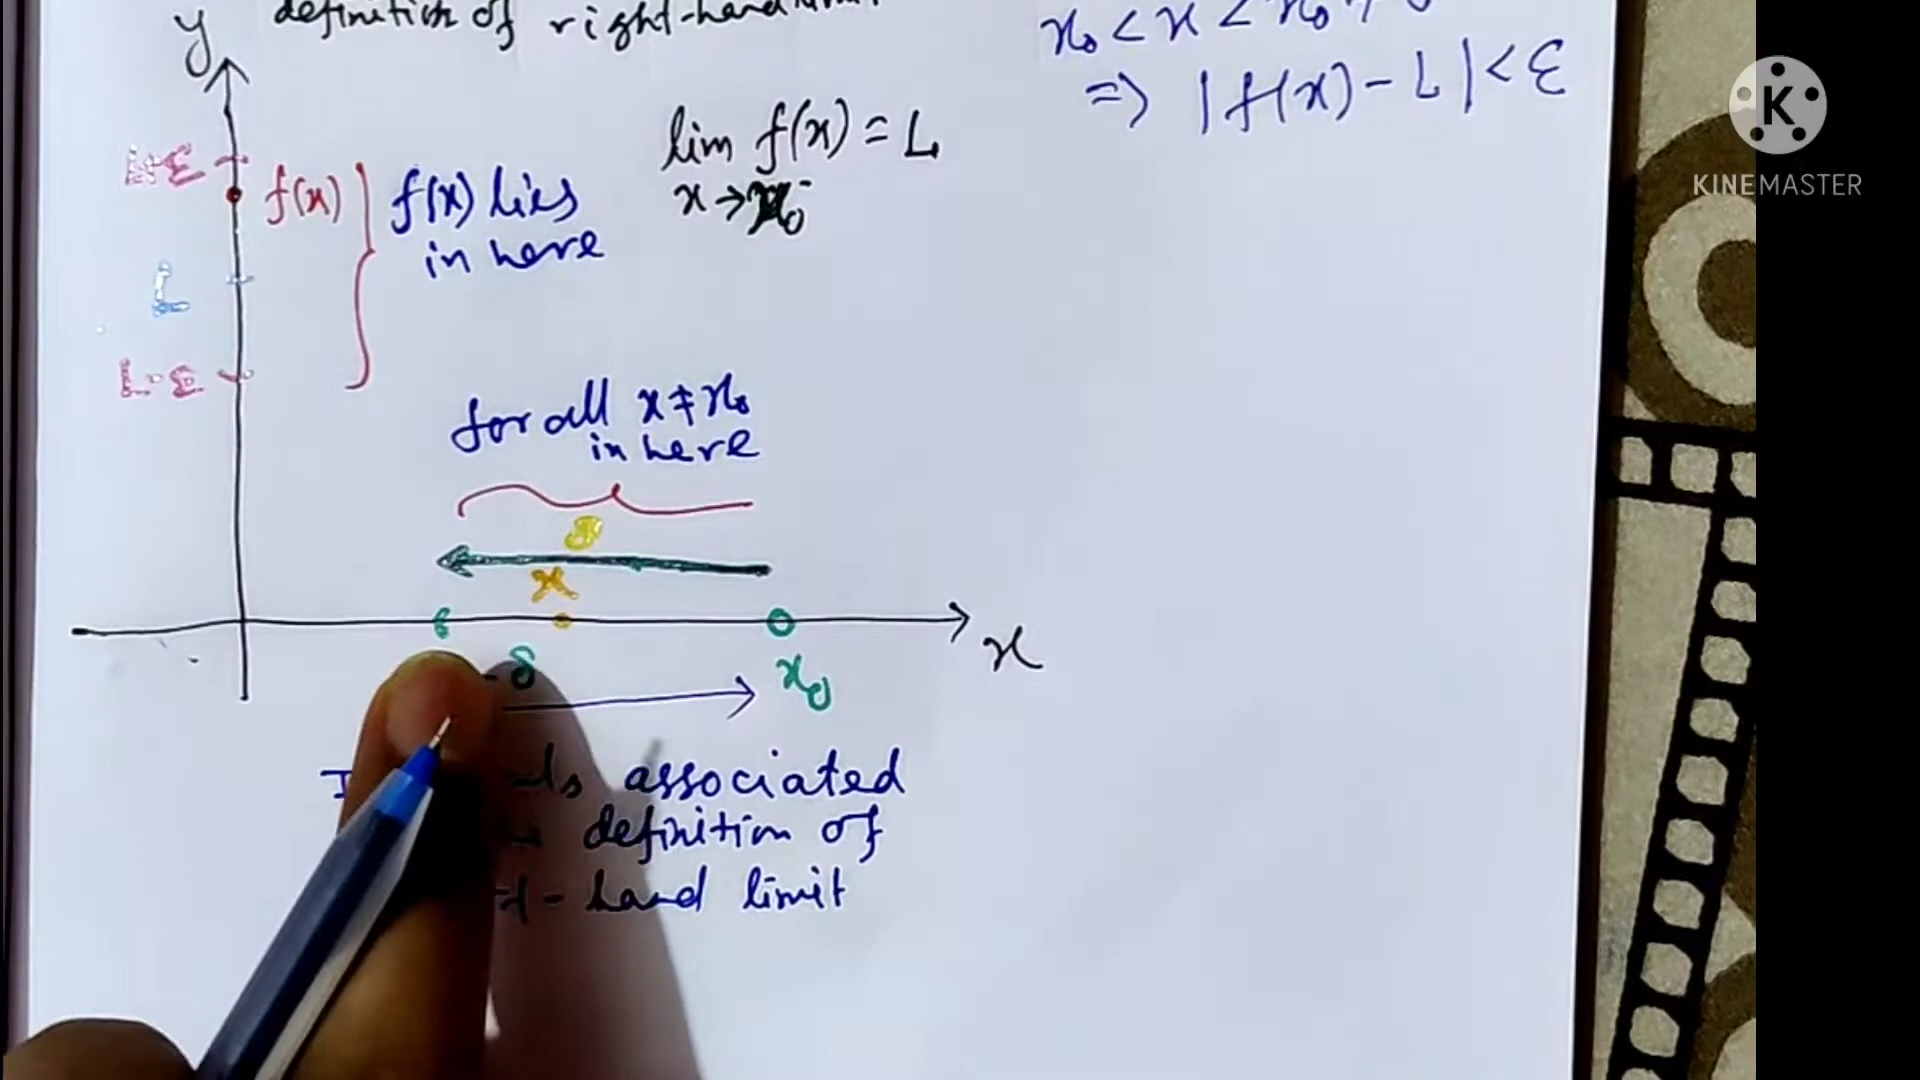 definition of right-hand limit
x₀ < x < x₀ + δ
⇒ |f(x) - L| < ε
y
lim f(x) = L
x → x₀⁻
L+ε
f(x)
f(x) lies
in here
L
L-ε
for all x ≠ x₀
in here
δ
x
x
- δ
x₀
associated
definition of
- hand limit
K
KINEMASTER